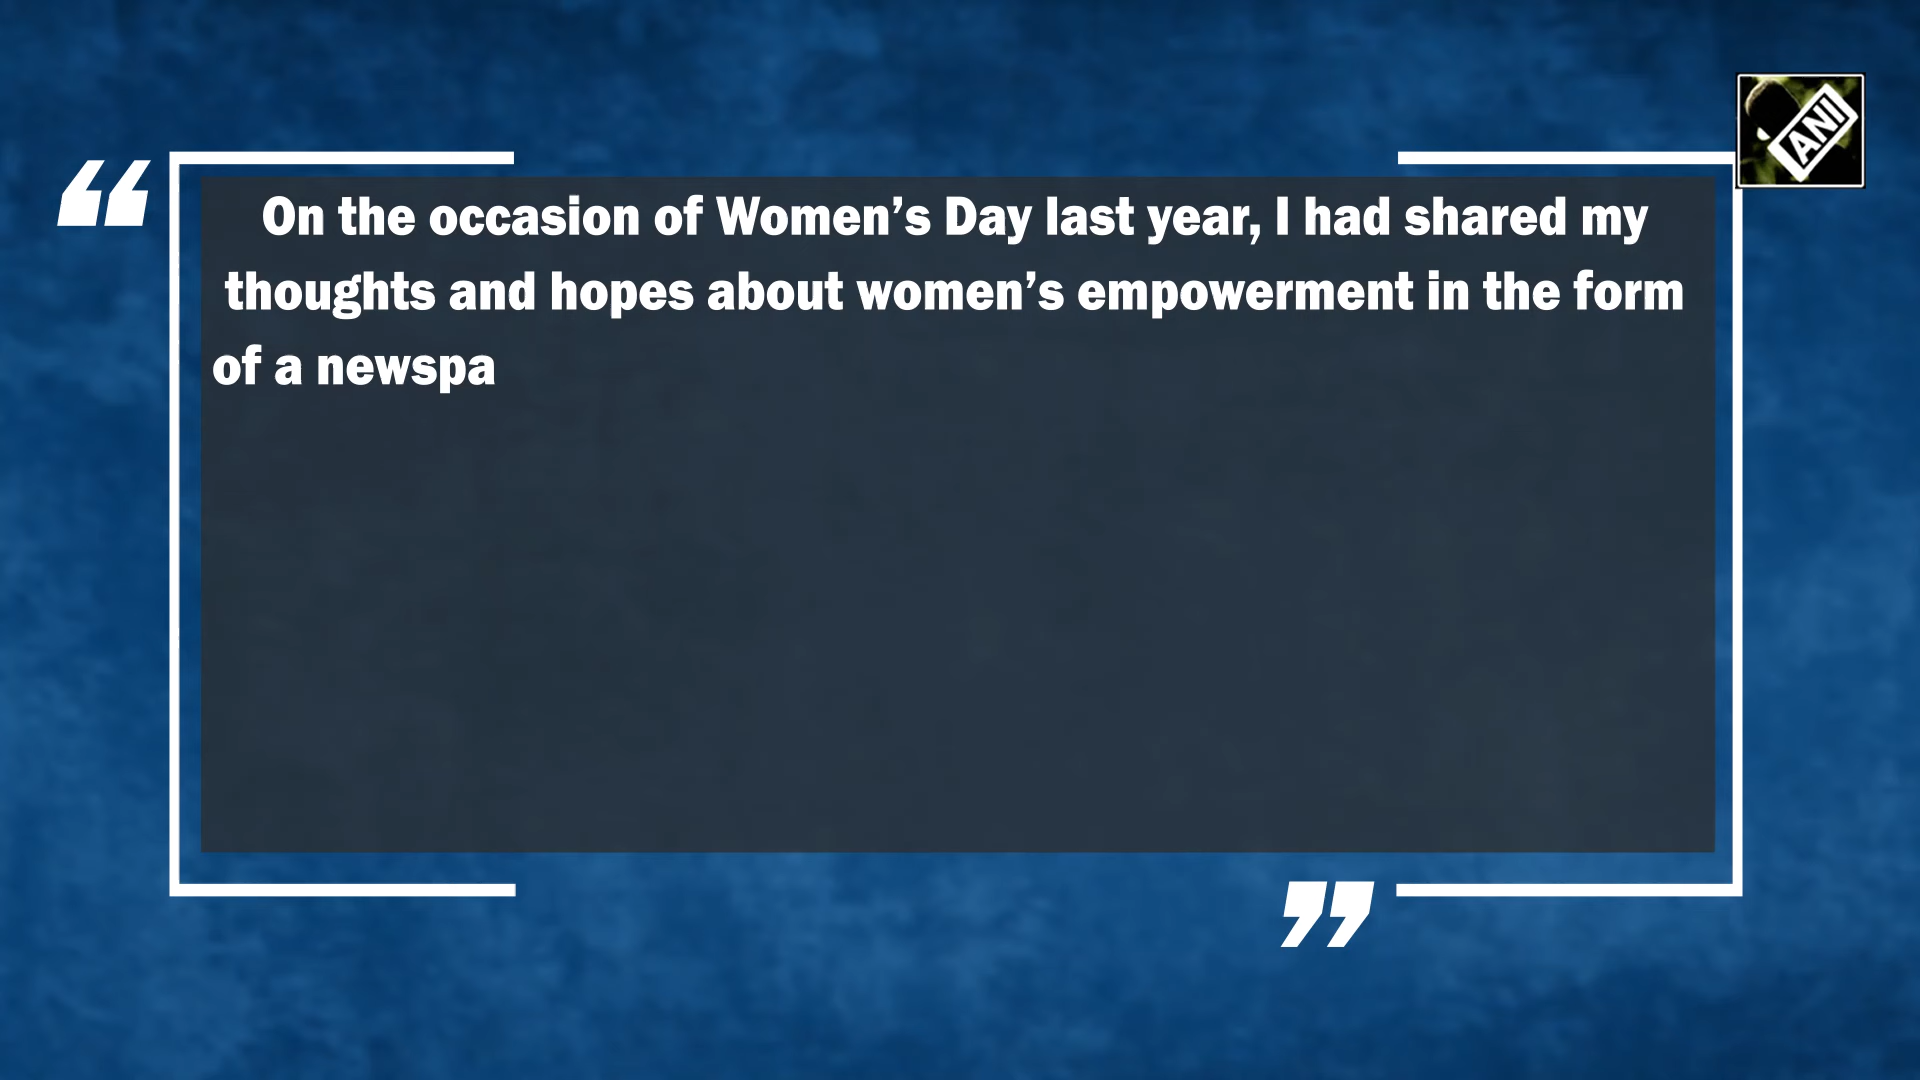 ANI
“
On the occasion of Women’s Day last year, I had shared my
thoughts and hopes about women’s empowerment in the form
of a newspa
”